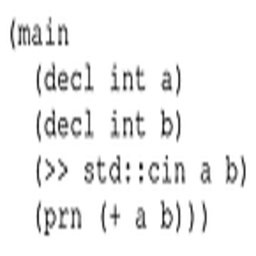 (main
  (decl int a)
  (decl int b)
  (>> std::cin a b)
  (prn (+ a b)))